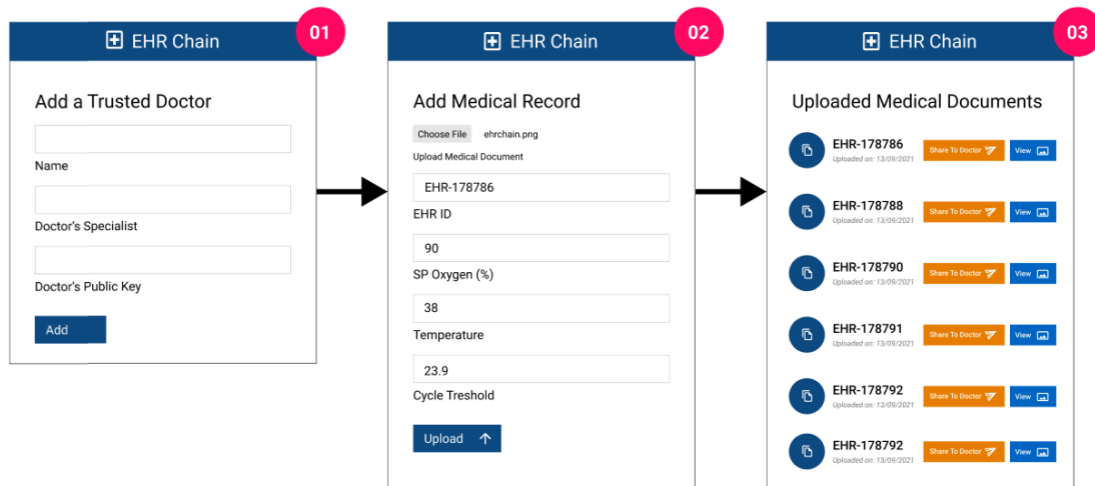 EHR Chain
01
Add a Trusted Doctor
Name
Doctor's Specialist
Doctor's Public Key
Add
EHR Chain
02
Add Medical Record
Choose File ehrchain.png
Upload Medical Document
EHR-178786
EHR ID
90
SP Oxygen (%)
38
Temperature
23.9
Cycle Treshold
Upload
EHR Chain
03
Uploaded Medical Documents
EHR-178786
Uploaded on: 13/09/2021
Share To Doctor
View
EHR-178788
Uploaded on: 13/09/2021
Share To Doctor
View
EHR-178790
Uploaded on: 13/09/2021
Share To Doctor
View
EHR-178791
Uploaded on: 13/09/2021
Share To Doctor
View
EHR-178792
Uploaded on: 13/09/2021
Share To Doctor
View
EHR-178792
Uploaded on: 13/09/2021
Share To Doctor
View